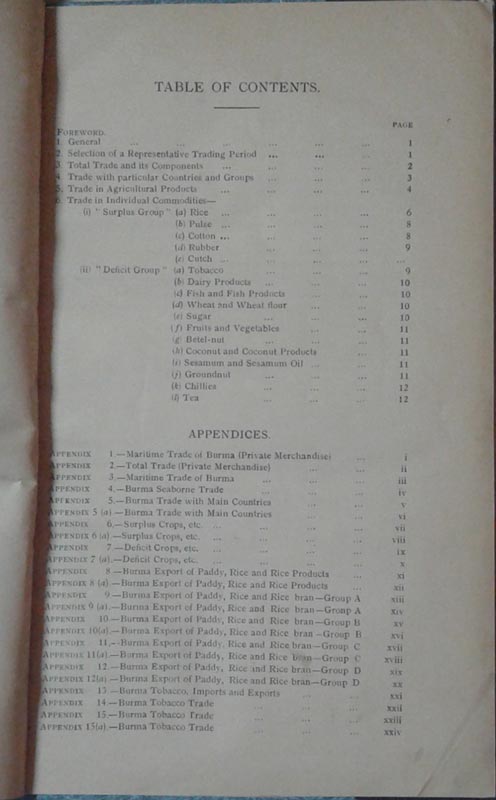 TABLE OF CONTENTS.
PAGE
FOREWORD.
1. General ... ... ... ... ... ... 1
2. Selection of a Representative Trading Period ... ... ... 1
3. Total Trade and its Components ... ... ... ... 2
4. Trade with particular Countries and Groups ... ... ... 3
5. Trade in Agricultural Products ... ... ... ... 4
6. Trade in Individual Commodities—
(i) "Surplus Group" (a) Rice ... ... ... ... 6
(b) Pulse ... ... ... ... 8
(c) Cotton ... ... ... ... 8
(d) Rubber ... ... ... 9
(e) Cutch ... ... ... ... ...
(ii) "Deficit Group" (a) Tobacco ... ... ... 9
(b) Dairy Products ... ... ... 10
(c) Fish and Fish Products ... ... 10
(d) Wheat and Wheat flour ... ... 10
(e) Sugar ... ... ... 10
(f) Fruits and Vegetables ... ... 11
(g) Betel-nut ... ... ... 11
(h) Coconut and Coconut Products ... 11
(i) Sesamum and Sesamum Oil ... ... 11
(j) Groundnut ... ... ... 11
(k) Chillies ... ... ... 12
(l) Tea ... ... ... 12
APPENDICES.
APPENDIX 1.—Maritime Trade of Burma (Private Merchandise) ... i
APPENDIX 2.—Total Trade (Private Merchandise) ... ... ii
APPENDIX 3.—Maritime Trade of Burma ... ... ... iii
APPENDIX 4.—Burma Seaborne Trade ... ... ... iv
APPENDIX 5.—Burma Trade with Main Countries ... ... v
APPENDIX 5 (a).—Burma Trade with Main Countries ... ... vi
APPENDIX 6.—Surplus Crops, etc. ... ... ... ... vii
APPENDIX 6 (a).—Surplus Crops, etc. ... ... ... ... viii
APPENDIX 7.—Deficit Crops, etc. ... ... ... ... ix
APPENDIX 7 (a).—Deficit Crops, etc. ... ... ... ... x
APPENDIX 8.—Burma Export of Paddy, Rice and Rice Products ... xi
APPENDIX 8 (a).—Burma Export of Paddy, Rice and Rice Products ... xii
APPENDIX 9.—Burma Export of Paddy, Rice and Rice bran—Group A xiii
APPENDIX 9 (a).—Burma Export of Paddy, Rice and Rice bran—Group A xiv
APPENDIX 10.—Burma Export of Paddy, Rice and Rice bran—Group B xv
APPENDIX 10(a).—Burma Export of Paddy, Rice and Rice bran—Group B xvi
APPENDIX 11.—Burma Export of Paddy, Rice and Rice bran—Group C xvii
APPENDIX 11(a).—Burma Export of Paddy, Rice and Rice bran—Group C xviii
APPENDIX 12.—Burma Export of Paddy, Rice and Rice bran—Group D xix
APPENDIX 12(a).—Burma Export of Paddy, Rice and Rice bran—Group D xx
APPENDIX 13.—Burma Tobacco, Imports and Exports ... xxi
APPENDIX 14.—Burma Tobacco Trade ... ... ... xxii
APPENDIX 15.—Burma Tobacco Trade ... ... ... xxiii
APPENDIX 15(a).—Burma Tobacco Trade ... ... ... xxiv